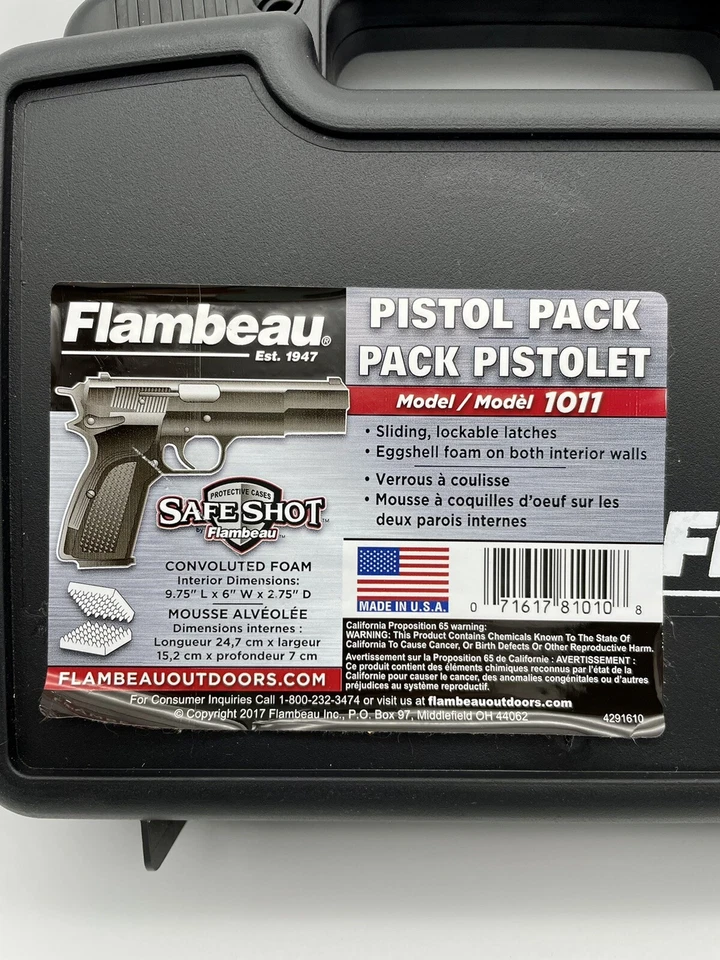 Flambeau®
Est. 1947
PROTECTIVE CASES
SAFE SHOT™
by Flambeau™
CONVOLUTED FOAM
Interior Dimensions:
9.75" L x 6" W x 2.75" D
MOUSSE ALVÉOLÉE
Dimensions internes :
Longueur 24,7 cm x largeur
15,2 cm x profondeur 7 cm
FLAMBEAUOUTDOORS.COM
PISTOL PACK
PACK PISTOLET
Model / Modèl 1011
• Sliding, lockable latches
• Eggshell foam on both interior walls
• Verrous à coulisse
• Mousse à coquilles d'oeuf sur les
deux parois internes
MADE IN U.S.A.
0 71617 81010 8
California Proposition 65 warning:
WARNING: This Product Contains Chemicals Known To The State Of
California To Cause Cancer, Or Birth Defects Or Other Reproductive Harm.
Avertissement sur la Proposition 65 de Californie : AVERTISSEMENT :
Ce produit contient des éléments chimiques reconnus par l'état de la
Californie pour causer le cancer, des anomalies congénitales ou d'autres
préjudices au système reproductif.
For Consumer Inquiries Call 1-800-232-3474 or visit us at flambeauoutdoors.com
© Copyright 2017 Flambeau Inc., P.O. Box 97, Middlefield OH 44062
4291610